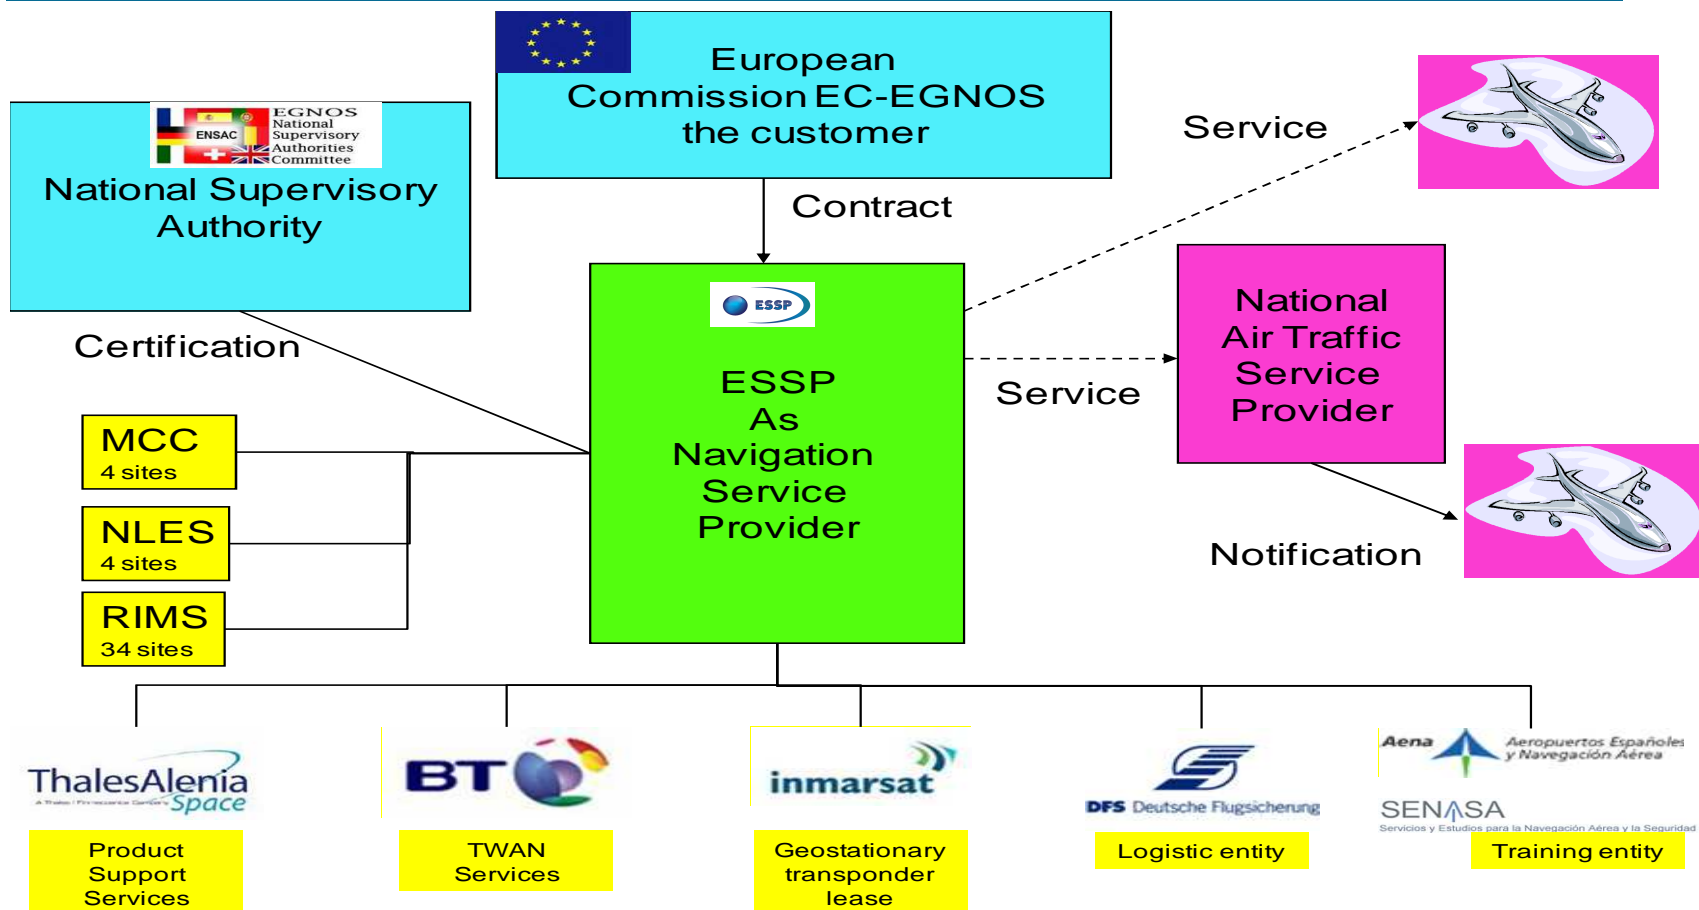 European
Commission EC-EGNOS
the customer
EGNOS
National
Supervisory
Authorities
Committee
ENSAC
National Supervisory
Authority
Service
Contract
Certification
ESSP
ESSP
As
Navigation
Service
Provider
Service
National
Air Traffic
Service
Provider
Notification
MCC
4 sites
NLES
4 sites
RIMS
34 sites
ThalesAlenia
Space
BT
inmarsat
DFS Deutsche Flugsicherung
Aena
Aeropuertos Españoles
y Navegación Aérea
SENASA
Servicios y Estudios para la Navegación Aérea y la Seguridad
Product
Support
Services
TWAN
Services
Geostationary
transponder
lease
Logistic entity
Training entity